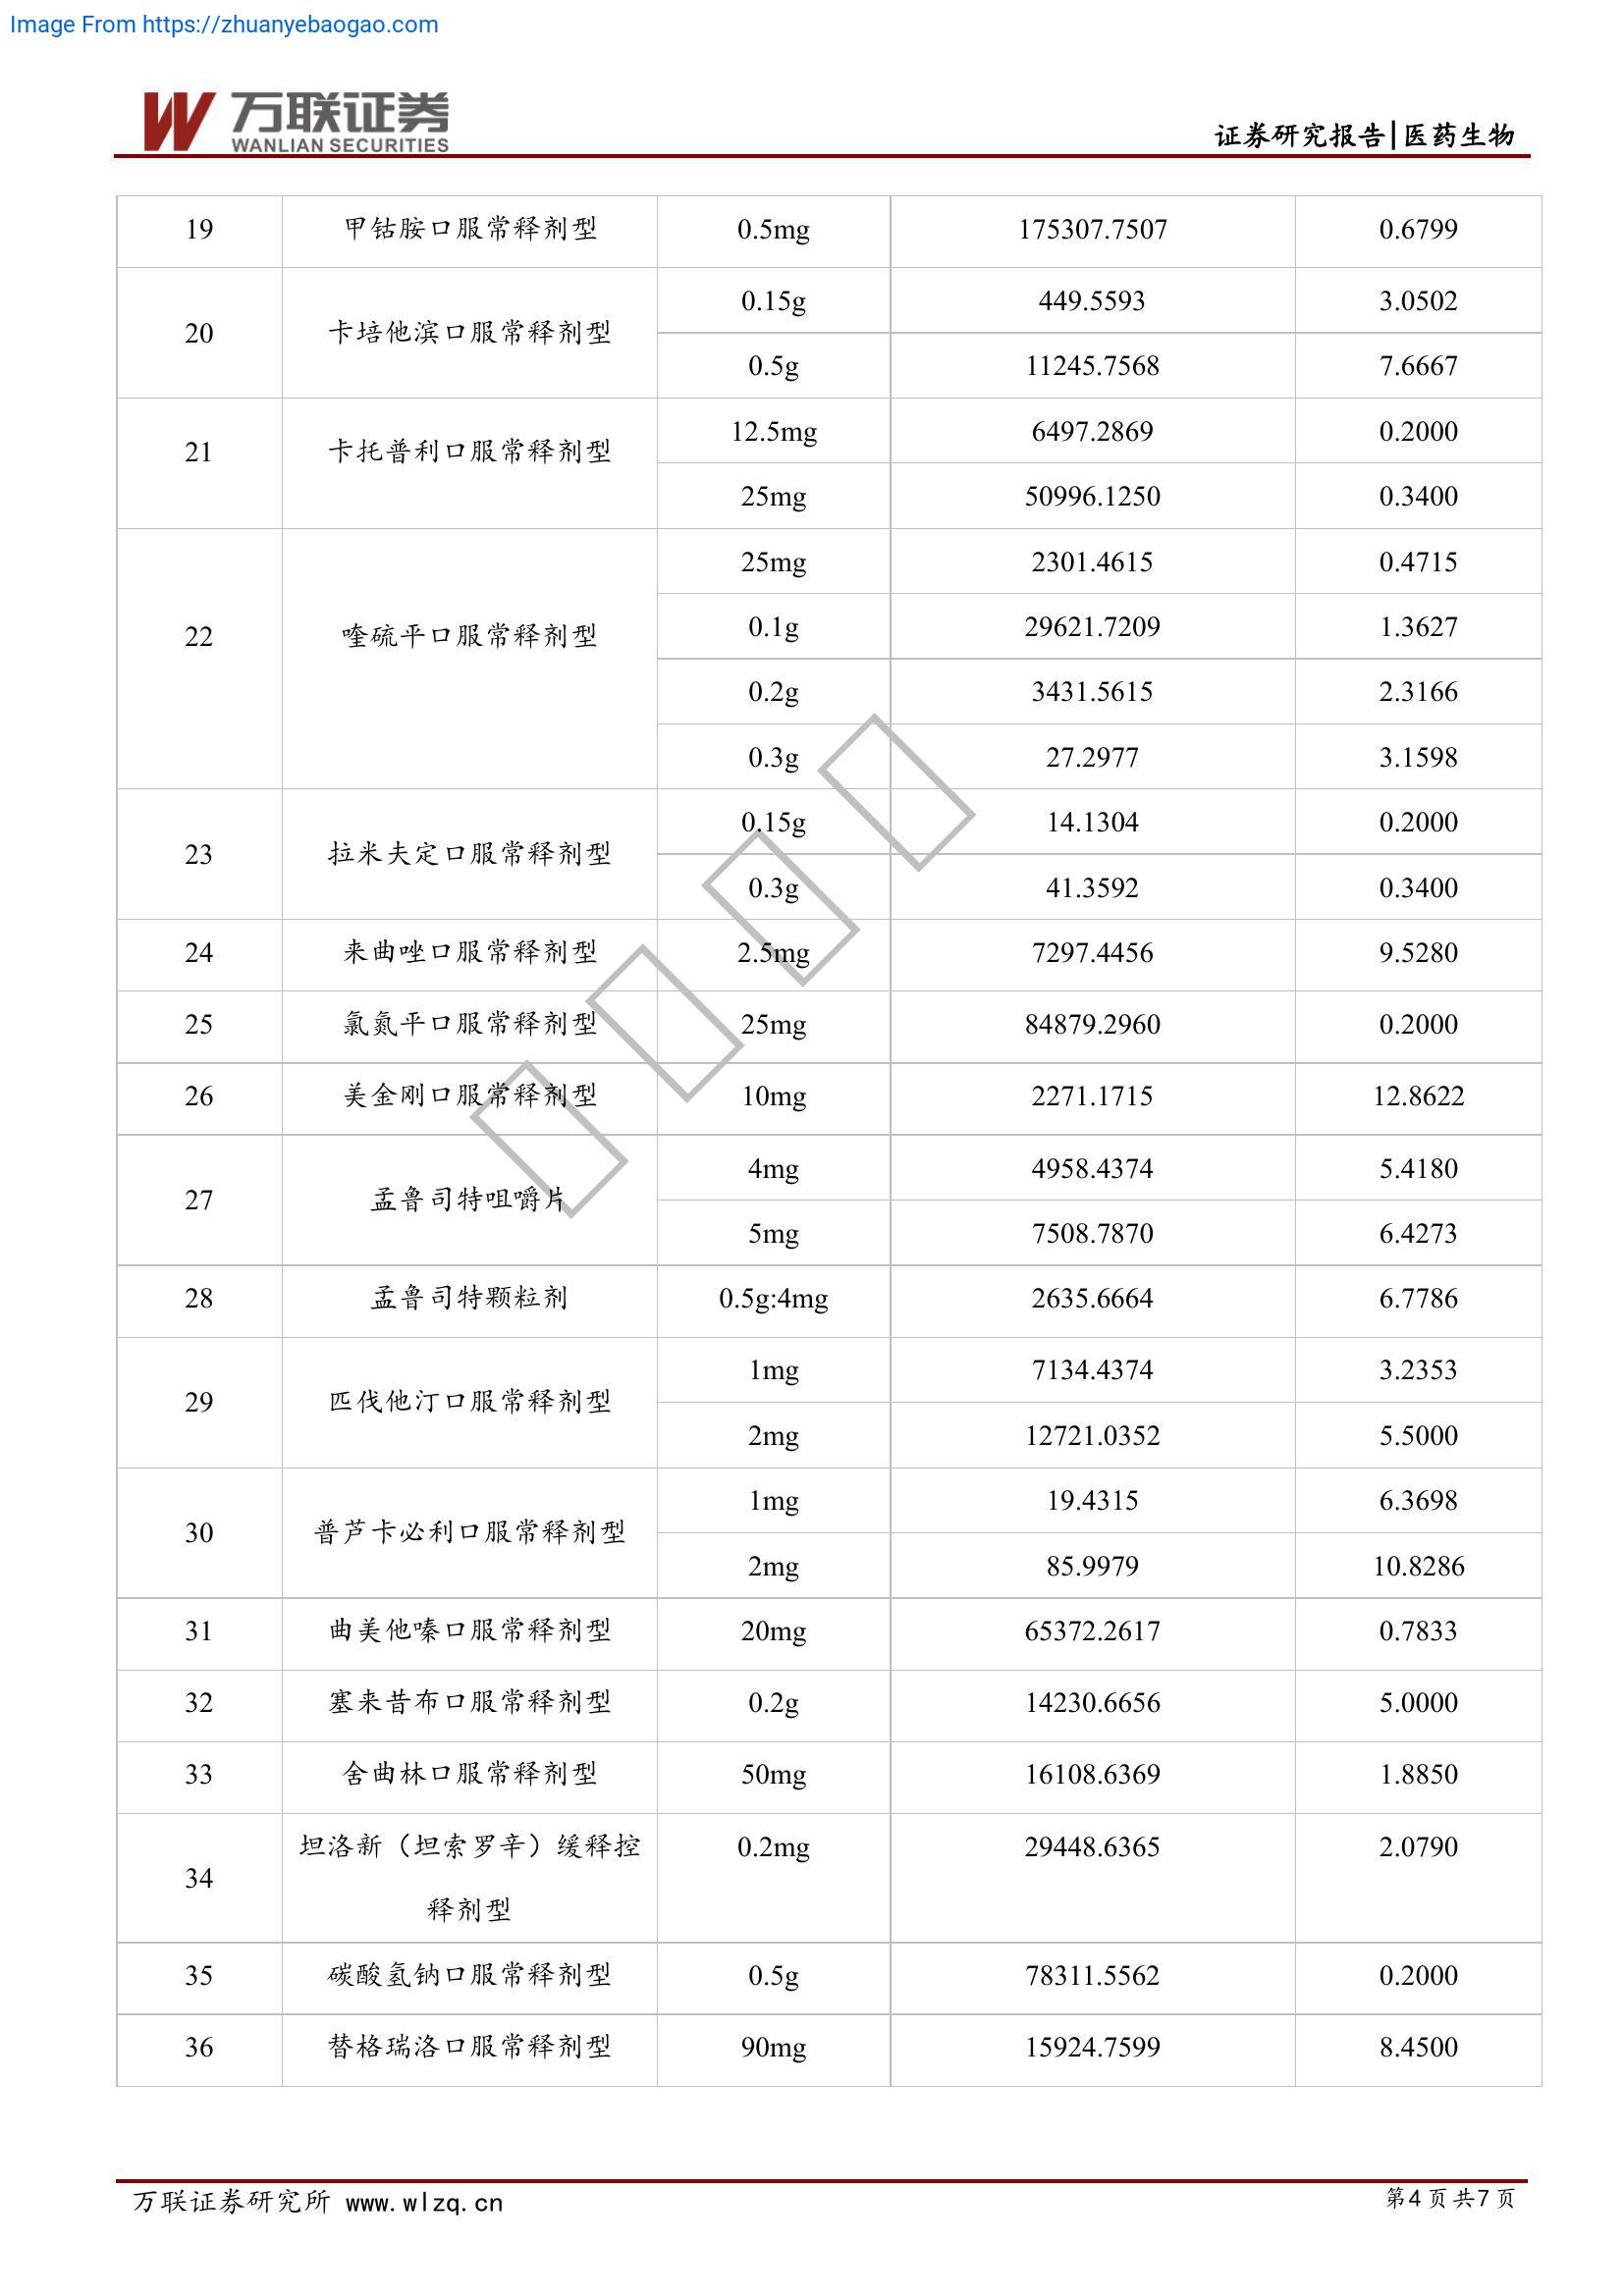 Image From https://zhuanyebaogao.com
万联证券
WANLIAN SECURITIES
证券研究报告|医药生物
19 甲钴胺口服常释剂型 0.5mg 175307.7507 0.6799
20 卡培他滨口服常释剂型 0.15g 449.5593 3.0502
0.5g 11245.7568 7.6667
21 卡托普利口服常释剂型 12.5mg 6497.2869 0.2000
25mg 50996.1250 0.3400
22 喹硫平口服常释剂型 25mg 2301.4615 0.4715
0.1g 29621.7209 1.3627
0.2g 3431.5615 2.3166
0.3g 27.2977 3.1598
23 拉米夫定口服常释剂型 0.15g 14.1304 0.2000
0.3g 41.3592 0.3400
24 来曲唑口服常释剂型 2.5mg 7297.4456 9.5280
25 氯氮平口服常释剂型 25mg 84879.2960 0.2000
26 美金刚口服常释剂型 10mg 2271.1715 12.8622
27 孟鲁司特咀嚼片 4mg 4958.4374 5.4180
5mg 7508.7870 6.4273
28 孟鲁司特颗粒剂 0.5g:4mg 2635.6664 6.7786
29 匹伐他汀口服常释剂型 1mg 7134.4374 3.2353
2mg 12721.0352 5.5000
30 普芦卡必利口服常释剂型 1mg 19.4315 6.3698
2mg 85.9979 10.8286
31 曲美他嗪口服常释剂型 20mg 65372.2617 0.7833
32 塞来昔布口服常释剂型 0.2g 14230.6656 5.0000
33 舍曲林口服常释剂型 50mg 16108.6369 1.8850
34 坦洛新（坦索罗辛）缓释控 0.2mg 29448.6365 2.0790
释剂型
35 碳酸氢钠口服常释剂型 0.5g 78311.5562 0.2000
36 替格瑞洛口服常释剂型 90mg 15924.7599 8.4500
万联证券研究所 www.wlzq.cn 第4页共7页